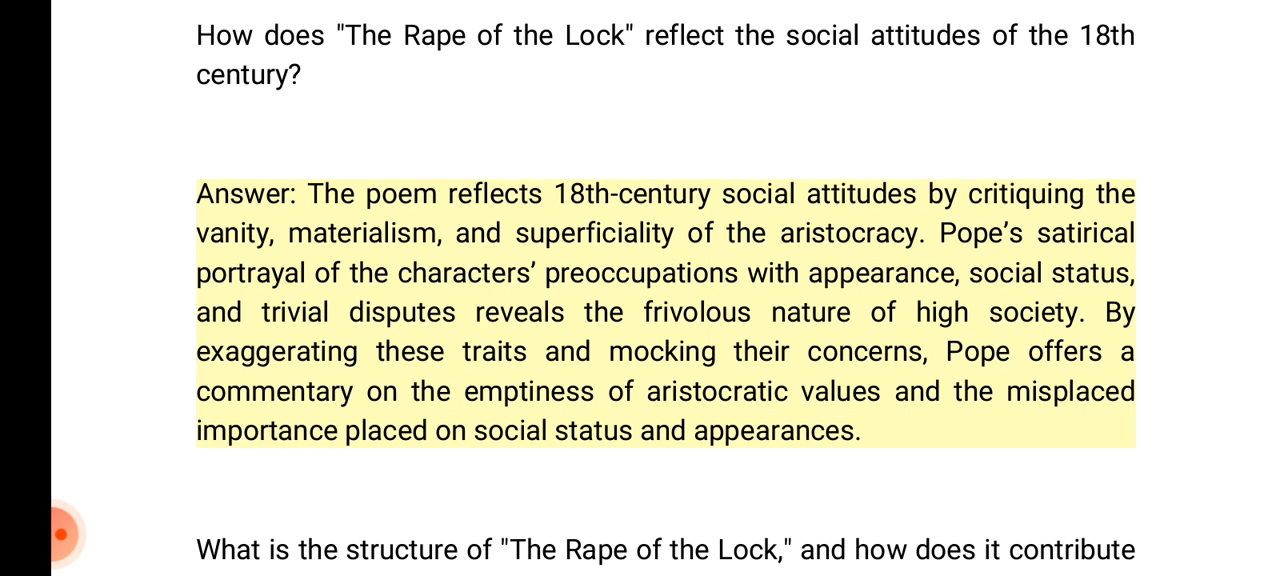 How does "The Rape of the Lock" reflect the social attitudes of the 18th
century?
Answer: The poem reflects 18th-century social attitudes by critiquing the
vanity, materialism, and superficiality of the aristocracy. Pope’s satirical
portrayal of the characters’ preoccupations with appearance, social status,
and trivial disputes reveals the frivolous nature of high society. By
exaggerating these traits and mocking their concerns, Pope offers a
commentary on the emptiness of aristocratic values and the misplaced
importance placed on social status and appearances.
What is the structure of "The Rape of the Lock," and how does it contribute